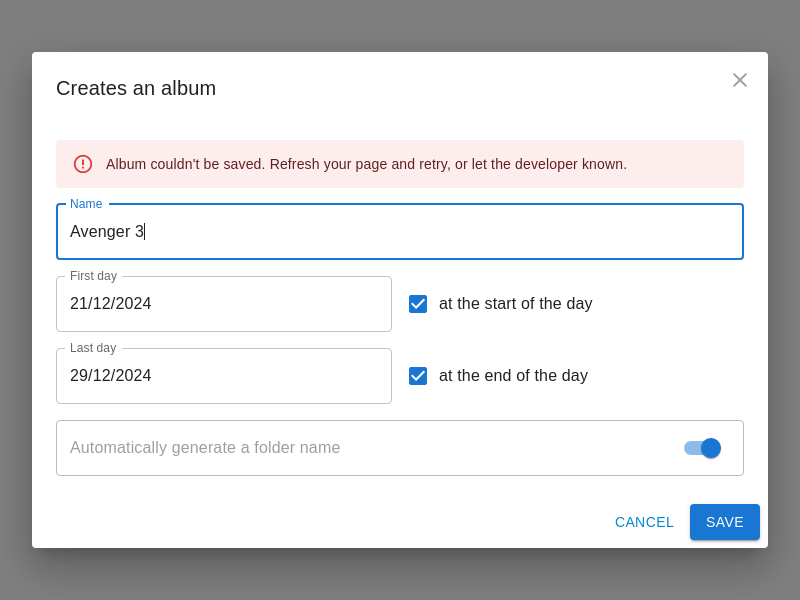 Creates an album
Album couldn't be saved. Refresh your page and retry, or let the developer known.
Name
Avenger 3
First day
21/12/2024
at the start of the day
Last day
29/12/2024
at the end of the day
Automatically generate a folder name
CANCEL
SAVE